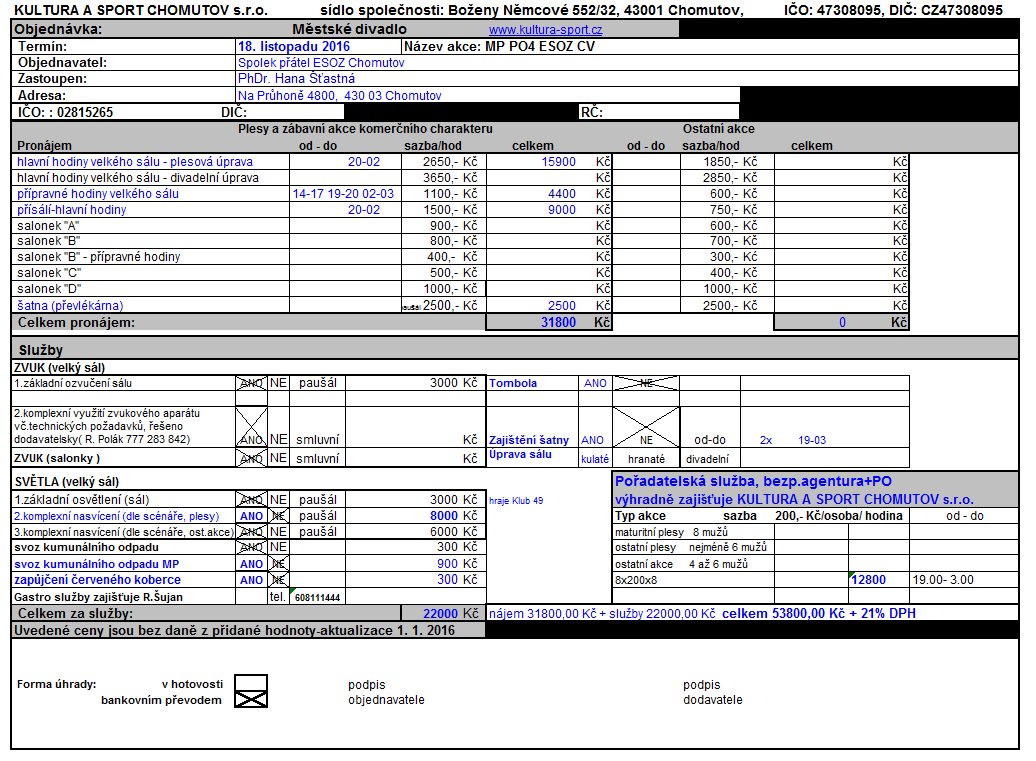 KULTURA A SPORT CHOMUTOV s.r.o. sídlo společnosti: Boženy Němcové 552/32, 43001 Chomutov, IČO: 47308095, DIČ: CZ47308095
Objednávka: Městské divadlo www.kultura-sport.cz
Termín: 18. listopadu 2016 Název akce: MP PO4 ESOZ CV
Objednavatel: Spolek přátel ESOZ Chomutov
Zastoupen: PhDr. Hana Šťastná
Adresa: Na Průhoně 4800, 430 03 Chomutov
IČO: : 02815265 DIČ: RČ:
Plesy a zábavní akce komerčního charakteru Ostatní akce
Pronájem od - do sazba/hod celkem od - do sazba/hod celkem
hlavní hodiny velkého sálu - plesová úprava 20-02 2650,- Kč 15900 Kč 1850,- Kč Kč
hlavní hodiny velkého sálu - divadelní úprava 3650,- Kč Kč 2850,- Kč Kč
přípravné hodiny velkého sálu 14-17 19-20 02-03 1100,- Kč 4400 Kč 600,- Kč Kč
přísálí-hlavní hodiny 20-02 1500,- Kč 9000 Kč 750,- Kč Kč
salonek "A" 900,- Kč Kč 600,- Kč Kč
salonek "B" 800,- Kč Kč 700,- Kč Kč
salonek "B" - přípravné hodiny 400,- Kč Kč 300,- Kč Kč
salonek "C" 500,- Kč Kč 400,- Kč Kč
salonek "D" 1000,- Kč Kč 1000,- Kč Kč
šatna (převlékárna) 2500,- Kč 2500 Kč 2500,- Kč Kč
Celkem pronájem: 31800 Kč 0 Kč
Služby
ZVUK (velký sál)
1.základní ozvučení sálu ANO NE paušál 3000 Kč Tombola ANO NE
2.komplexní využití zvukového aparátu
vč.technických požadavků, řešeno
dodavatelsky( R. Polák 777 283 842) ANO NE smluvní Kč Zajištění šatny ANO NE od-do 2x 19-03
ZVUK (salonky ) ANO NE smluvní Kč Úprava sálu kulaté hranaté divadelní
SVĚTLA (velký sál) Pořadatelská služba, bezp.agentura+PO
1.základní osvětlení (sál) ANO NE paušál 3000 Kč hraje Klub 49 výhradně zajišťuje KULTURA A SPORT CHOMUTOV s.r.o.
2.komplexní nasvícení (dle scénáře, plesy) ANO NE paušál 8000 Kč Typ akce sazba 200,- Kč/osoba/ hodina od - do
3.komplexní nasvícení (dle scénáře, ost.akce) ANO NE paušál 6000 Kč maturitní plesy 8 mužů
svoz kumunálního odpadu ANO NE 300 Kč ostatní plesy nejméně 6 mužů
svoz kumunálního odpadu MP ANO NE 900 Kč ostatní akce 4 až 6 mužů
zapůjčení červeného koberce ANO NE 300 Kč 8x200x8 12800 19.00- 3.00
Gastro služby zajišťuje R.Šujan tel. 608111444
Celkem za služby: 22000 Kč nájem 31800,00 Kč + služby 22000,00 Kč celkem 53800,00 Kč + 21% DPH
Uvedené ceny jsou bez daně z přidané hodnoty-aktualizace 1. 1. 2016
Forma úhrady: v hotovosti podpis podpis
bankovním převodem objednavatele dodavatele